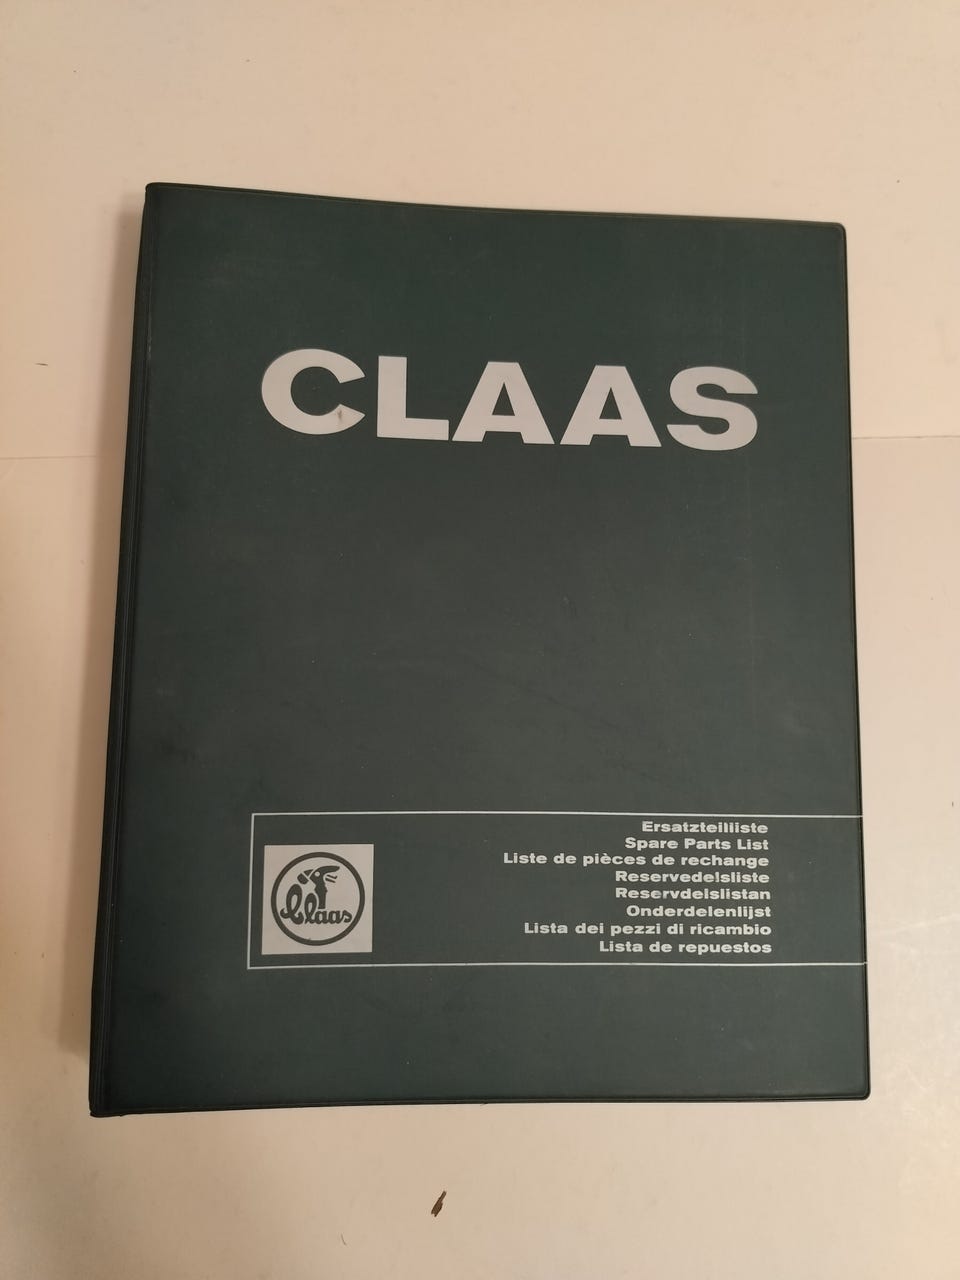 CLAAS
Ersatzteilliste
Spare Parts List
Liste de pièces de rechange
Reservedelsliste
Reservdelslistan
Onderdelenlijst
Lista dei pezzi di ricambio
Lista de repuestos
Claas